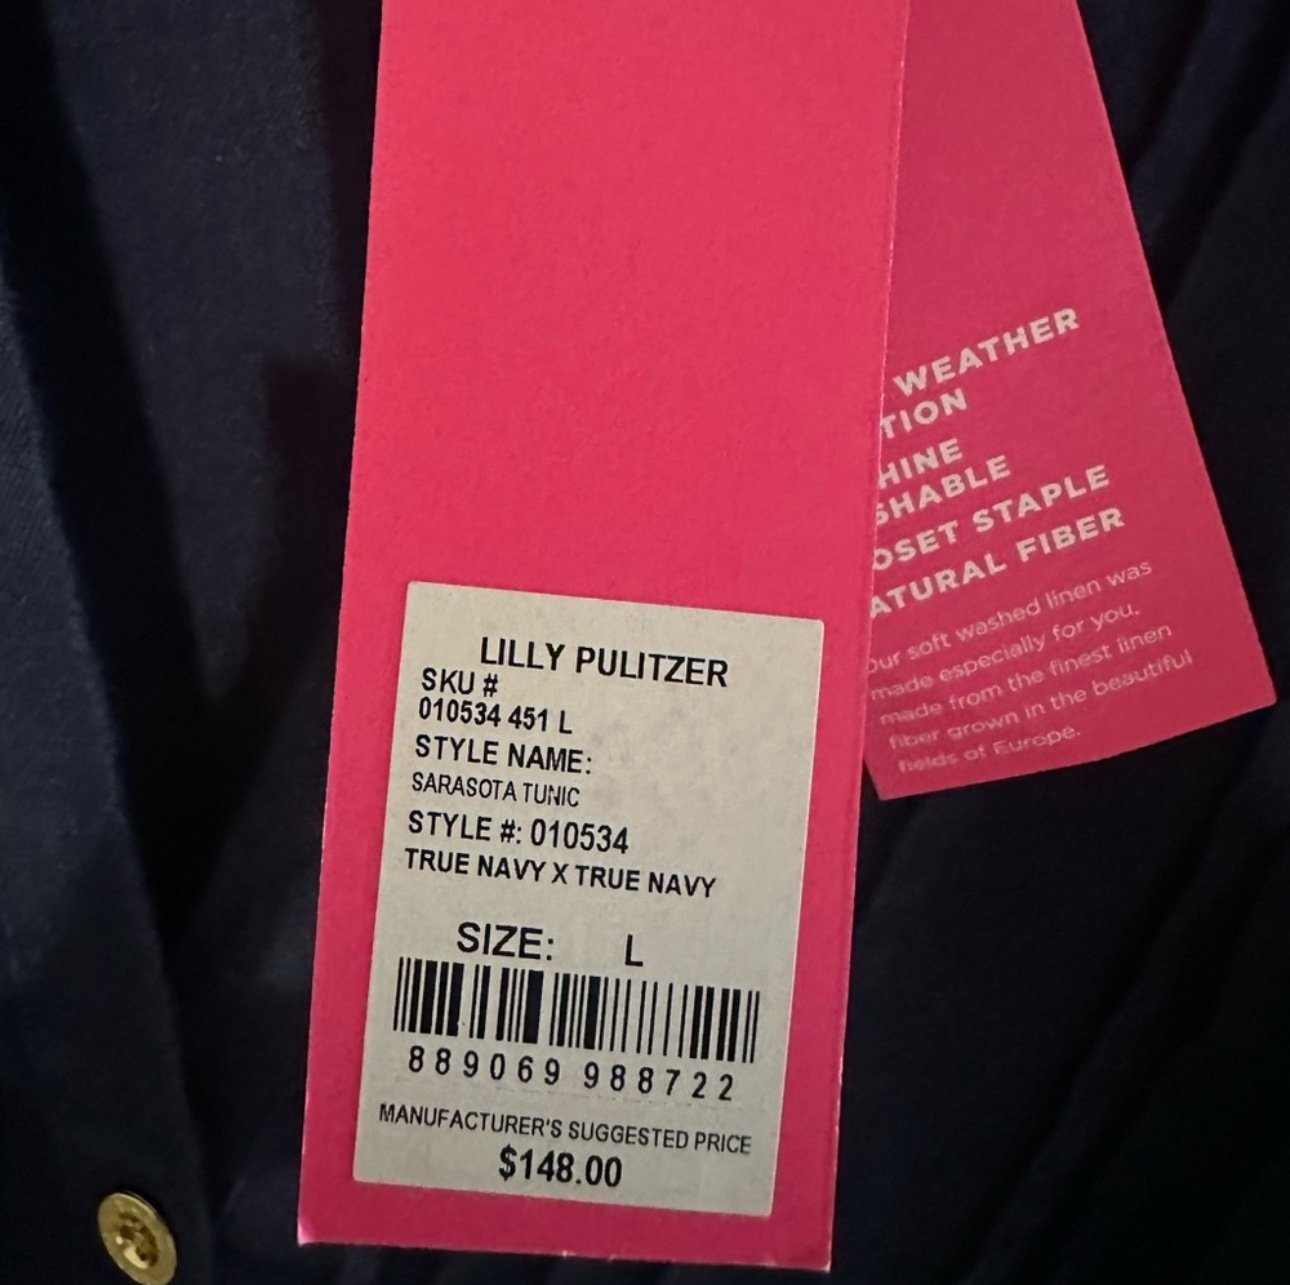 LILLY PULITZER
SKU #
010534 451 L
STYLE NAME:
SARASOTA TUNIC
STYLE #: 010534
TRUE NAVY X TRUE NAVY
SIZE: L
889069 988722
MANUFACTURER'S SUGGESTED PRICE
$148.00
WEATHER
TION
HINE
SHABLE
OSET STAPLE
ATURAL FIBER
our soft washed linen was
made especially for you,
made from the finest linen
fiber grown in the beautiful
fields of Europe.